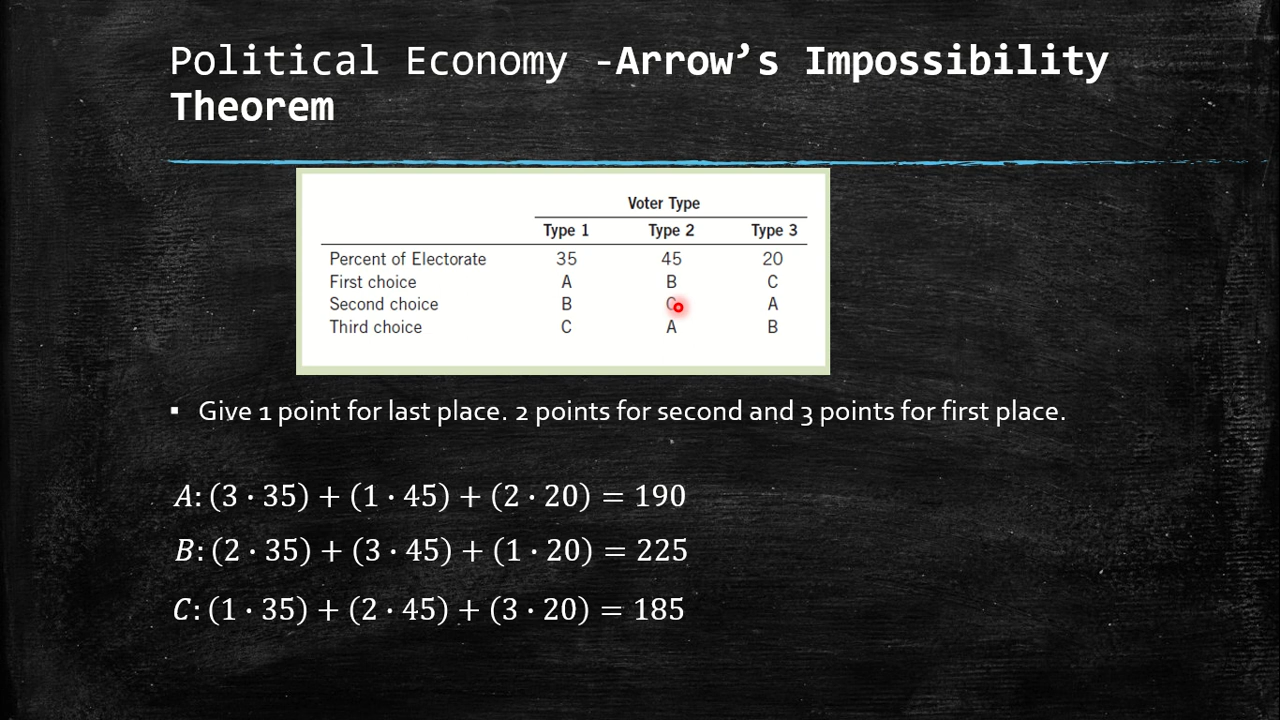 Political Economy -Arrow’s Impossibility
Theorem
Voter Type
Type 1 Type 2 Type 3
Percent of Electorate 35 45 20
First choice A B C
Second choice B C A
Third choice C A B
▪ Give 1 point for last place. 2 points for second and 3 points for first place.
A: (3 · 35) + (1 · 45) + (2 · 20) = 190
B: (2 · 35) + (3 · 45) + (1 · 20) = 225
C: (1 · 35) + (2 · 45) + (3 · 20) = 185